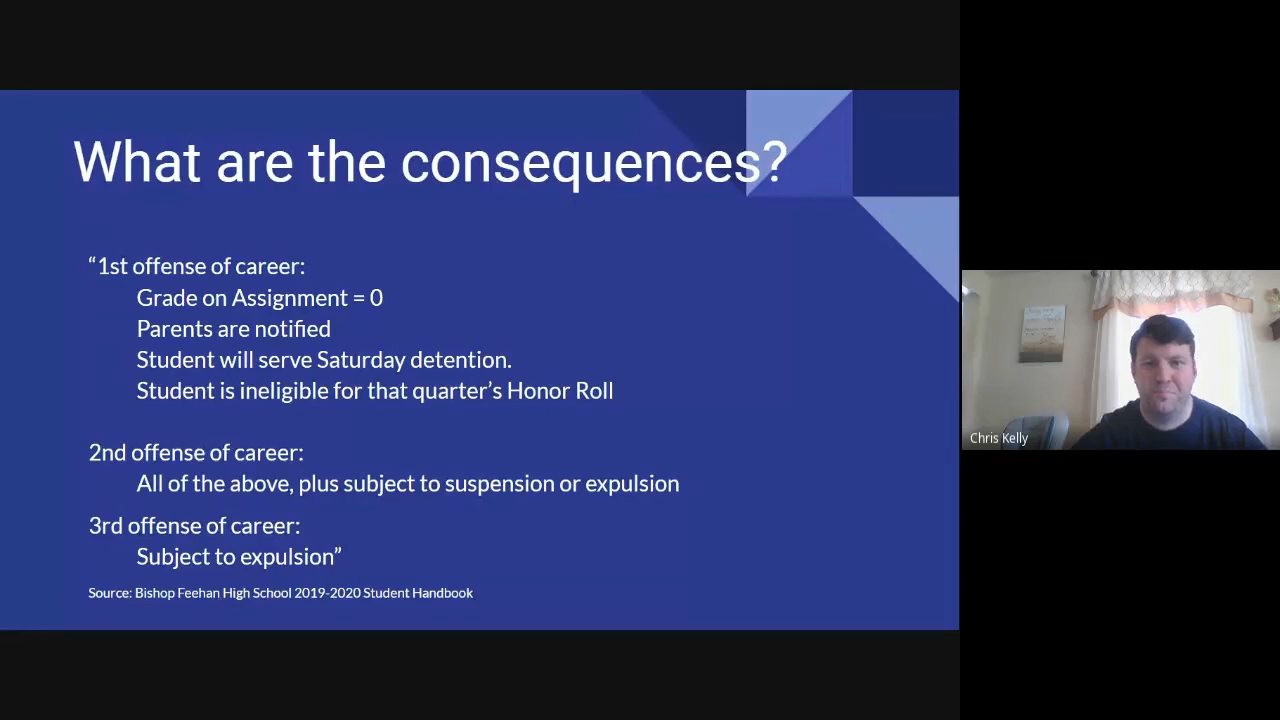 What are the consequences?
“1st offense of career:
Grade on Assignment = 0
Parents are notified
Student will serve Saturday detention.
Student is ineligible for that quarter’s Honor Roll
2nd offense of career:
All of the above, plus subject to suspension or expulsion
3rd offense of career:
Subject to expulsion”
Source: Bishop Feehan High School 2019-2020 Student Handbook
Chris Kelly